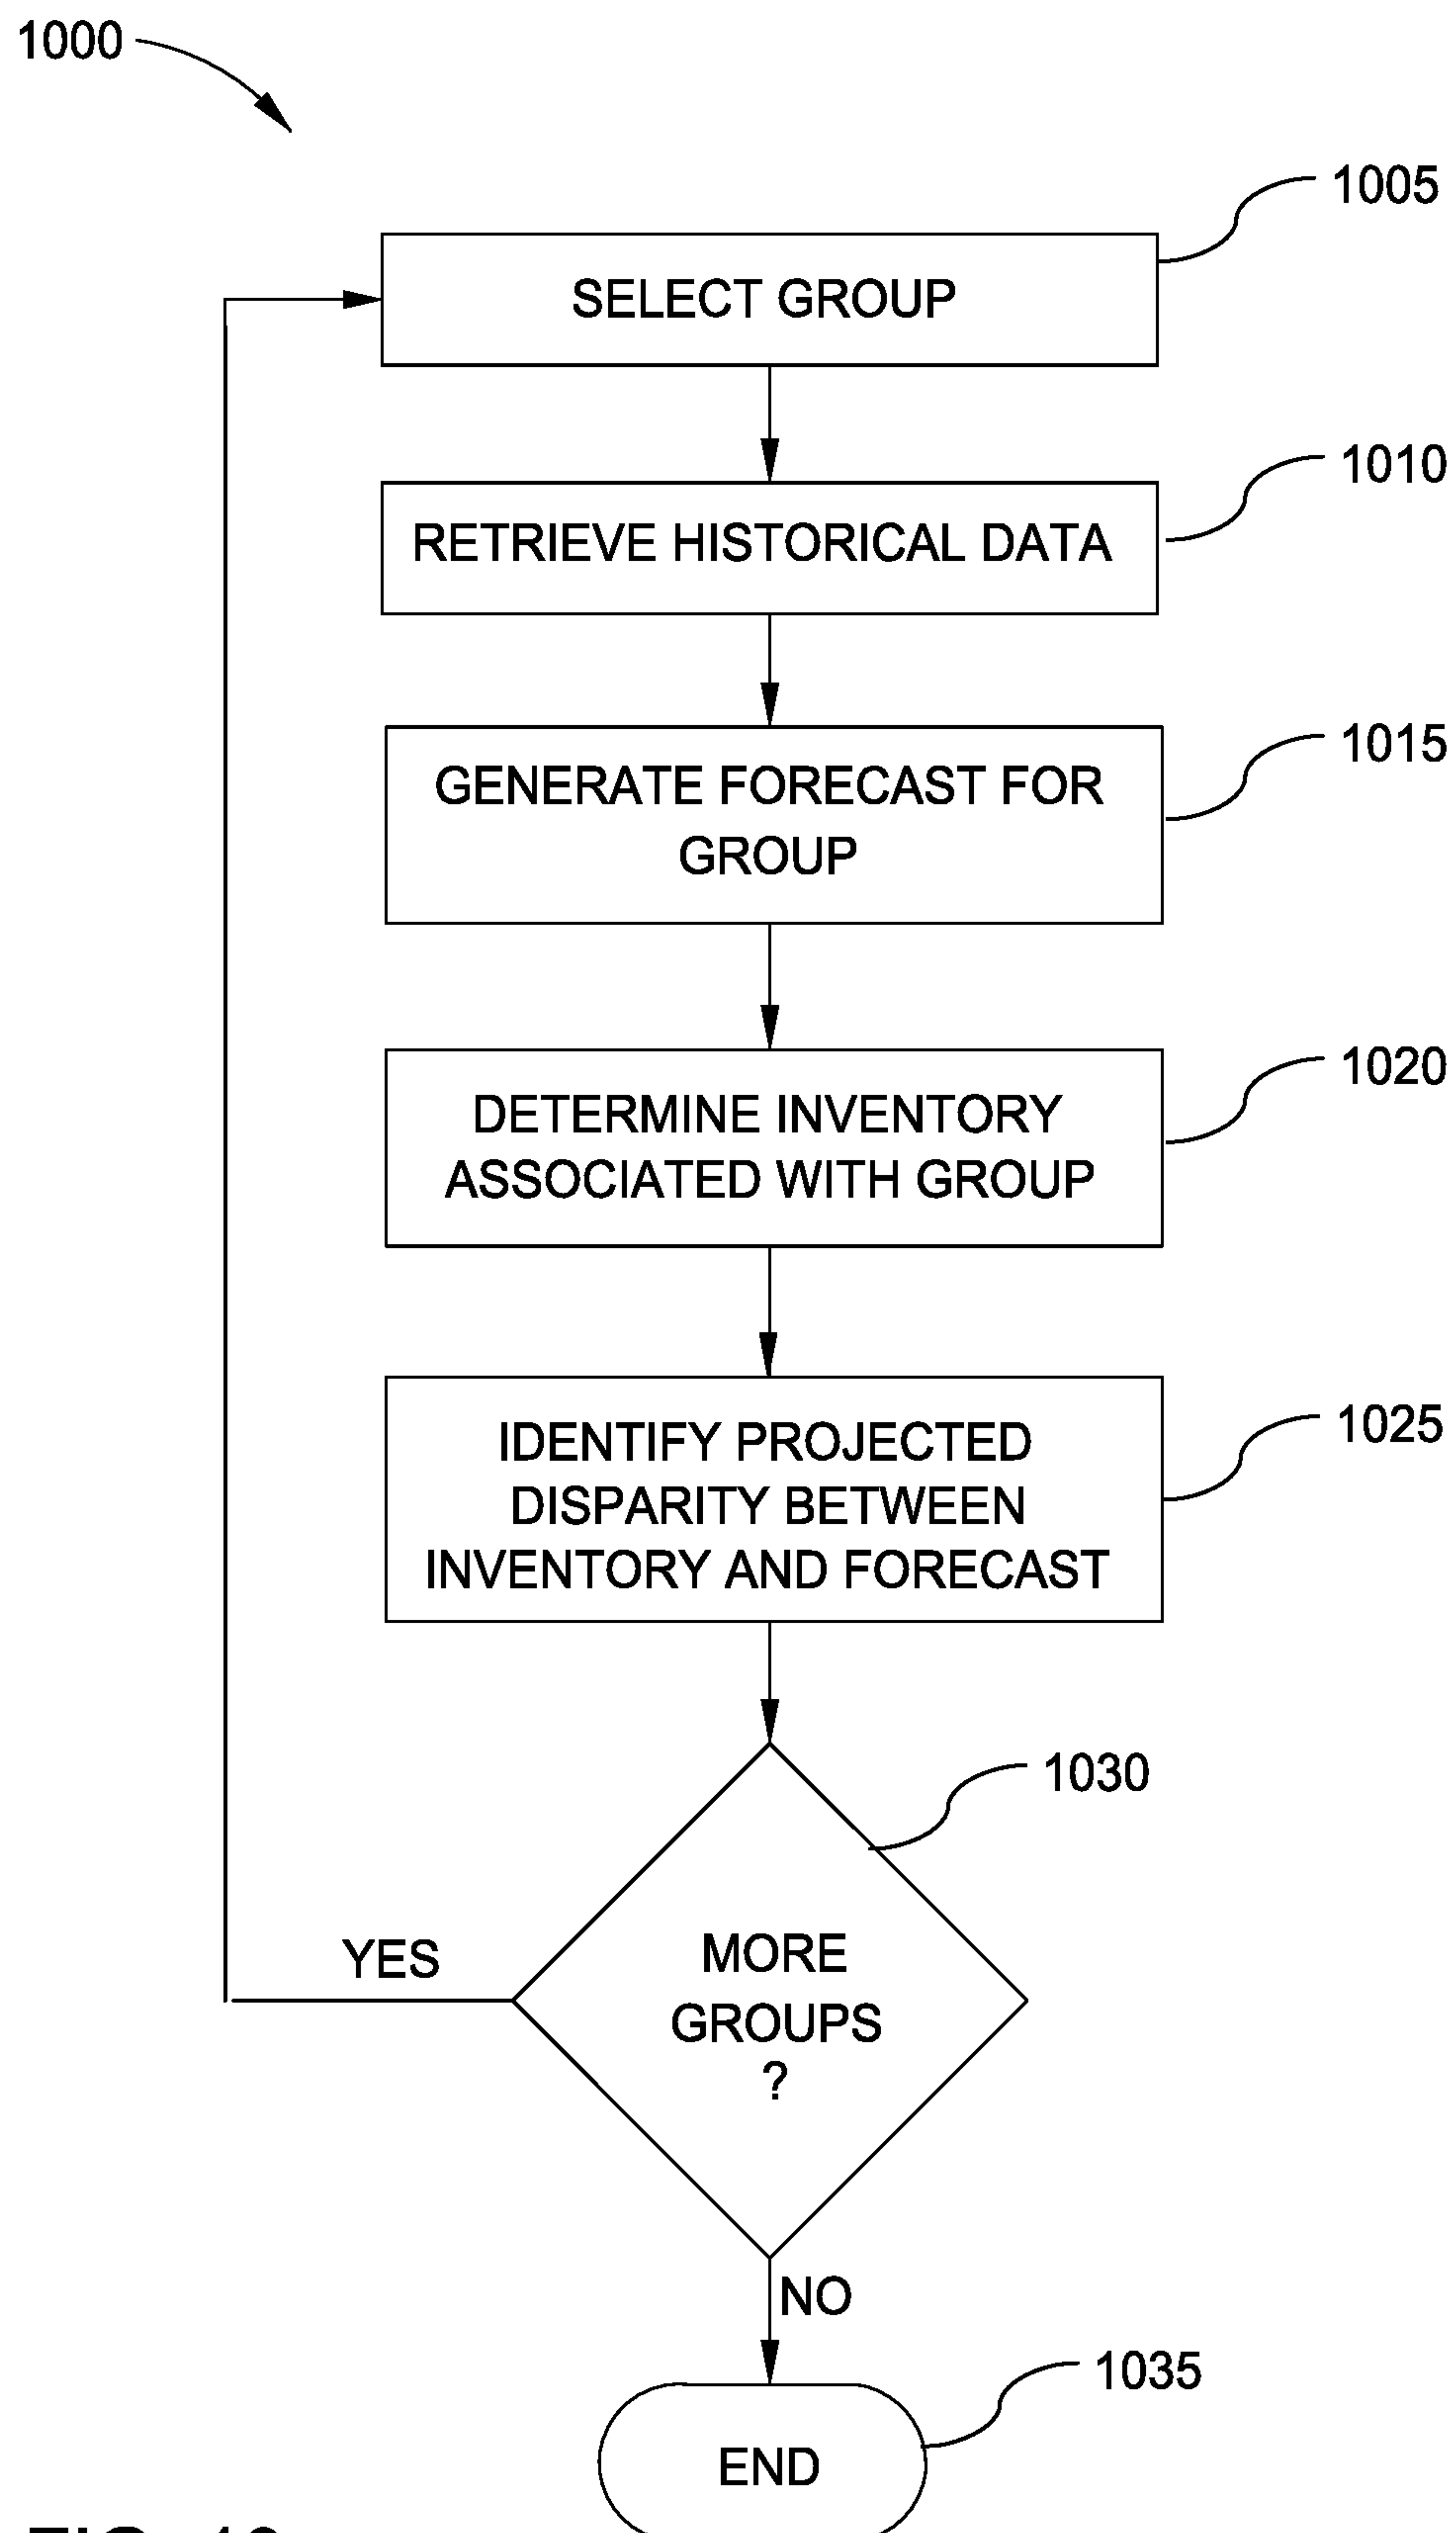 1000
1005
SELECT GROUP
1010
RETRIEVE HISTORICAL DATA
1015
GENERATE FORECAST FOR
GROUP
1020
DETERMINE INVENTORY
ASSOCIATED WITH GROUP
1025
IDENTIFY PROJECTED
DISPARITY BETWEEN
INVENTORY AND FORECAST
1030
MORE
GROUPS
?
YES
NO
1035
END